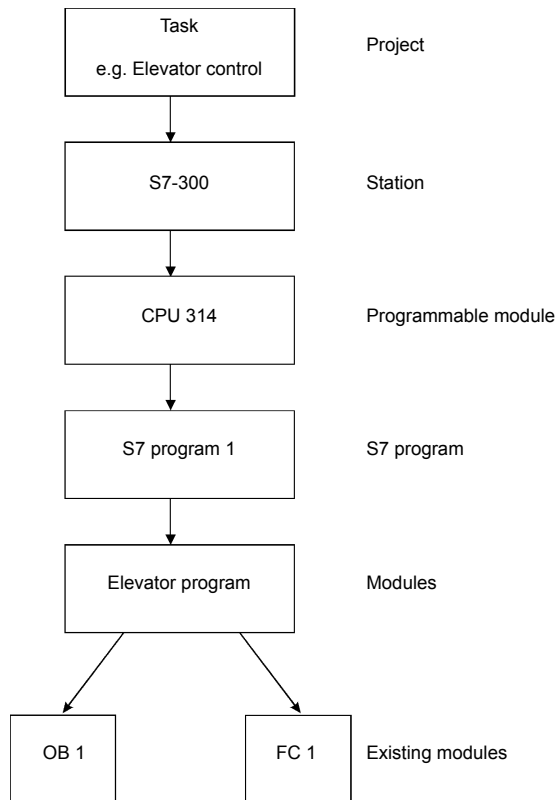 Task
e.g. Elevator control
Project
S7-300
Station
CPU 314
Programmable module
S7 program 1
S7 program
Elevator program
Modules
OB 1
FC 1
Existing modules